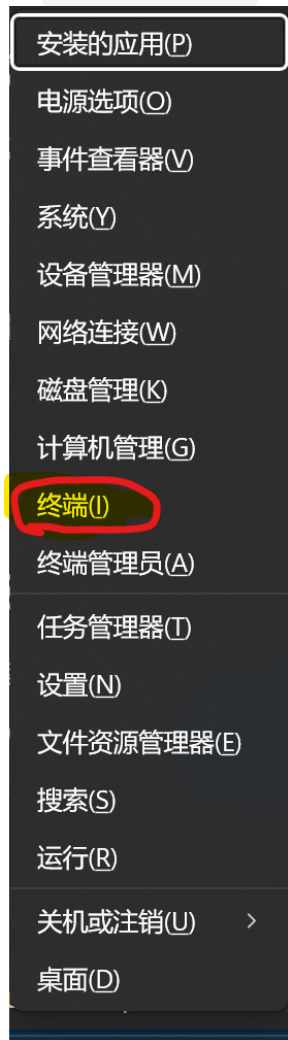 安装的应用(P)
电源选项(O)
事件查看器(V)
系统(Y)
设备管理器(M)
网络连接(W)
磁盘管理(K)
计算机管理(G)
终端(I)
终端管理员(A)
任务管理器(T)
设置(N)
文件资源管理器(E)
搜索(S)
运行(R)
关机或注销(U)
桌面(D)